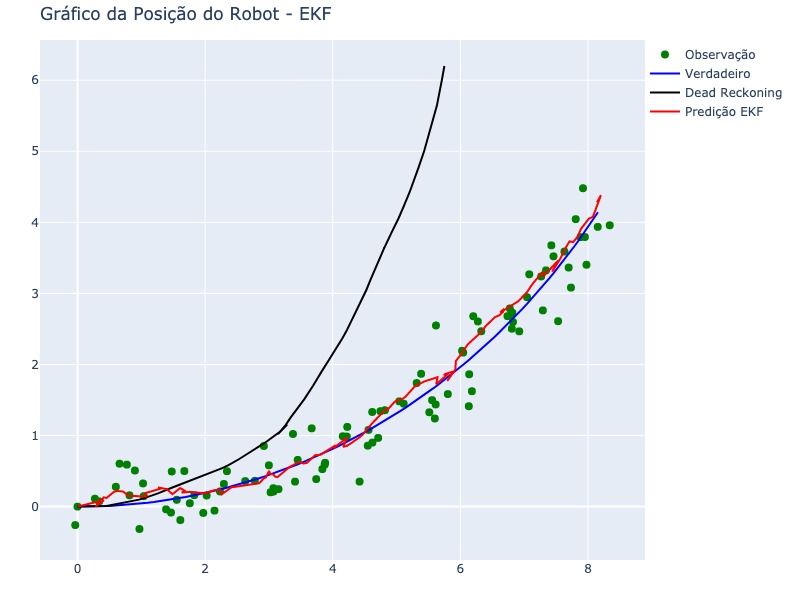 Gráfico da Posição do Robot - EKF
Observação
Verdadeiro
Dead Reckoning
Predição EKF
6
5
4
3
2
1
0
0 2 4 6 8